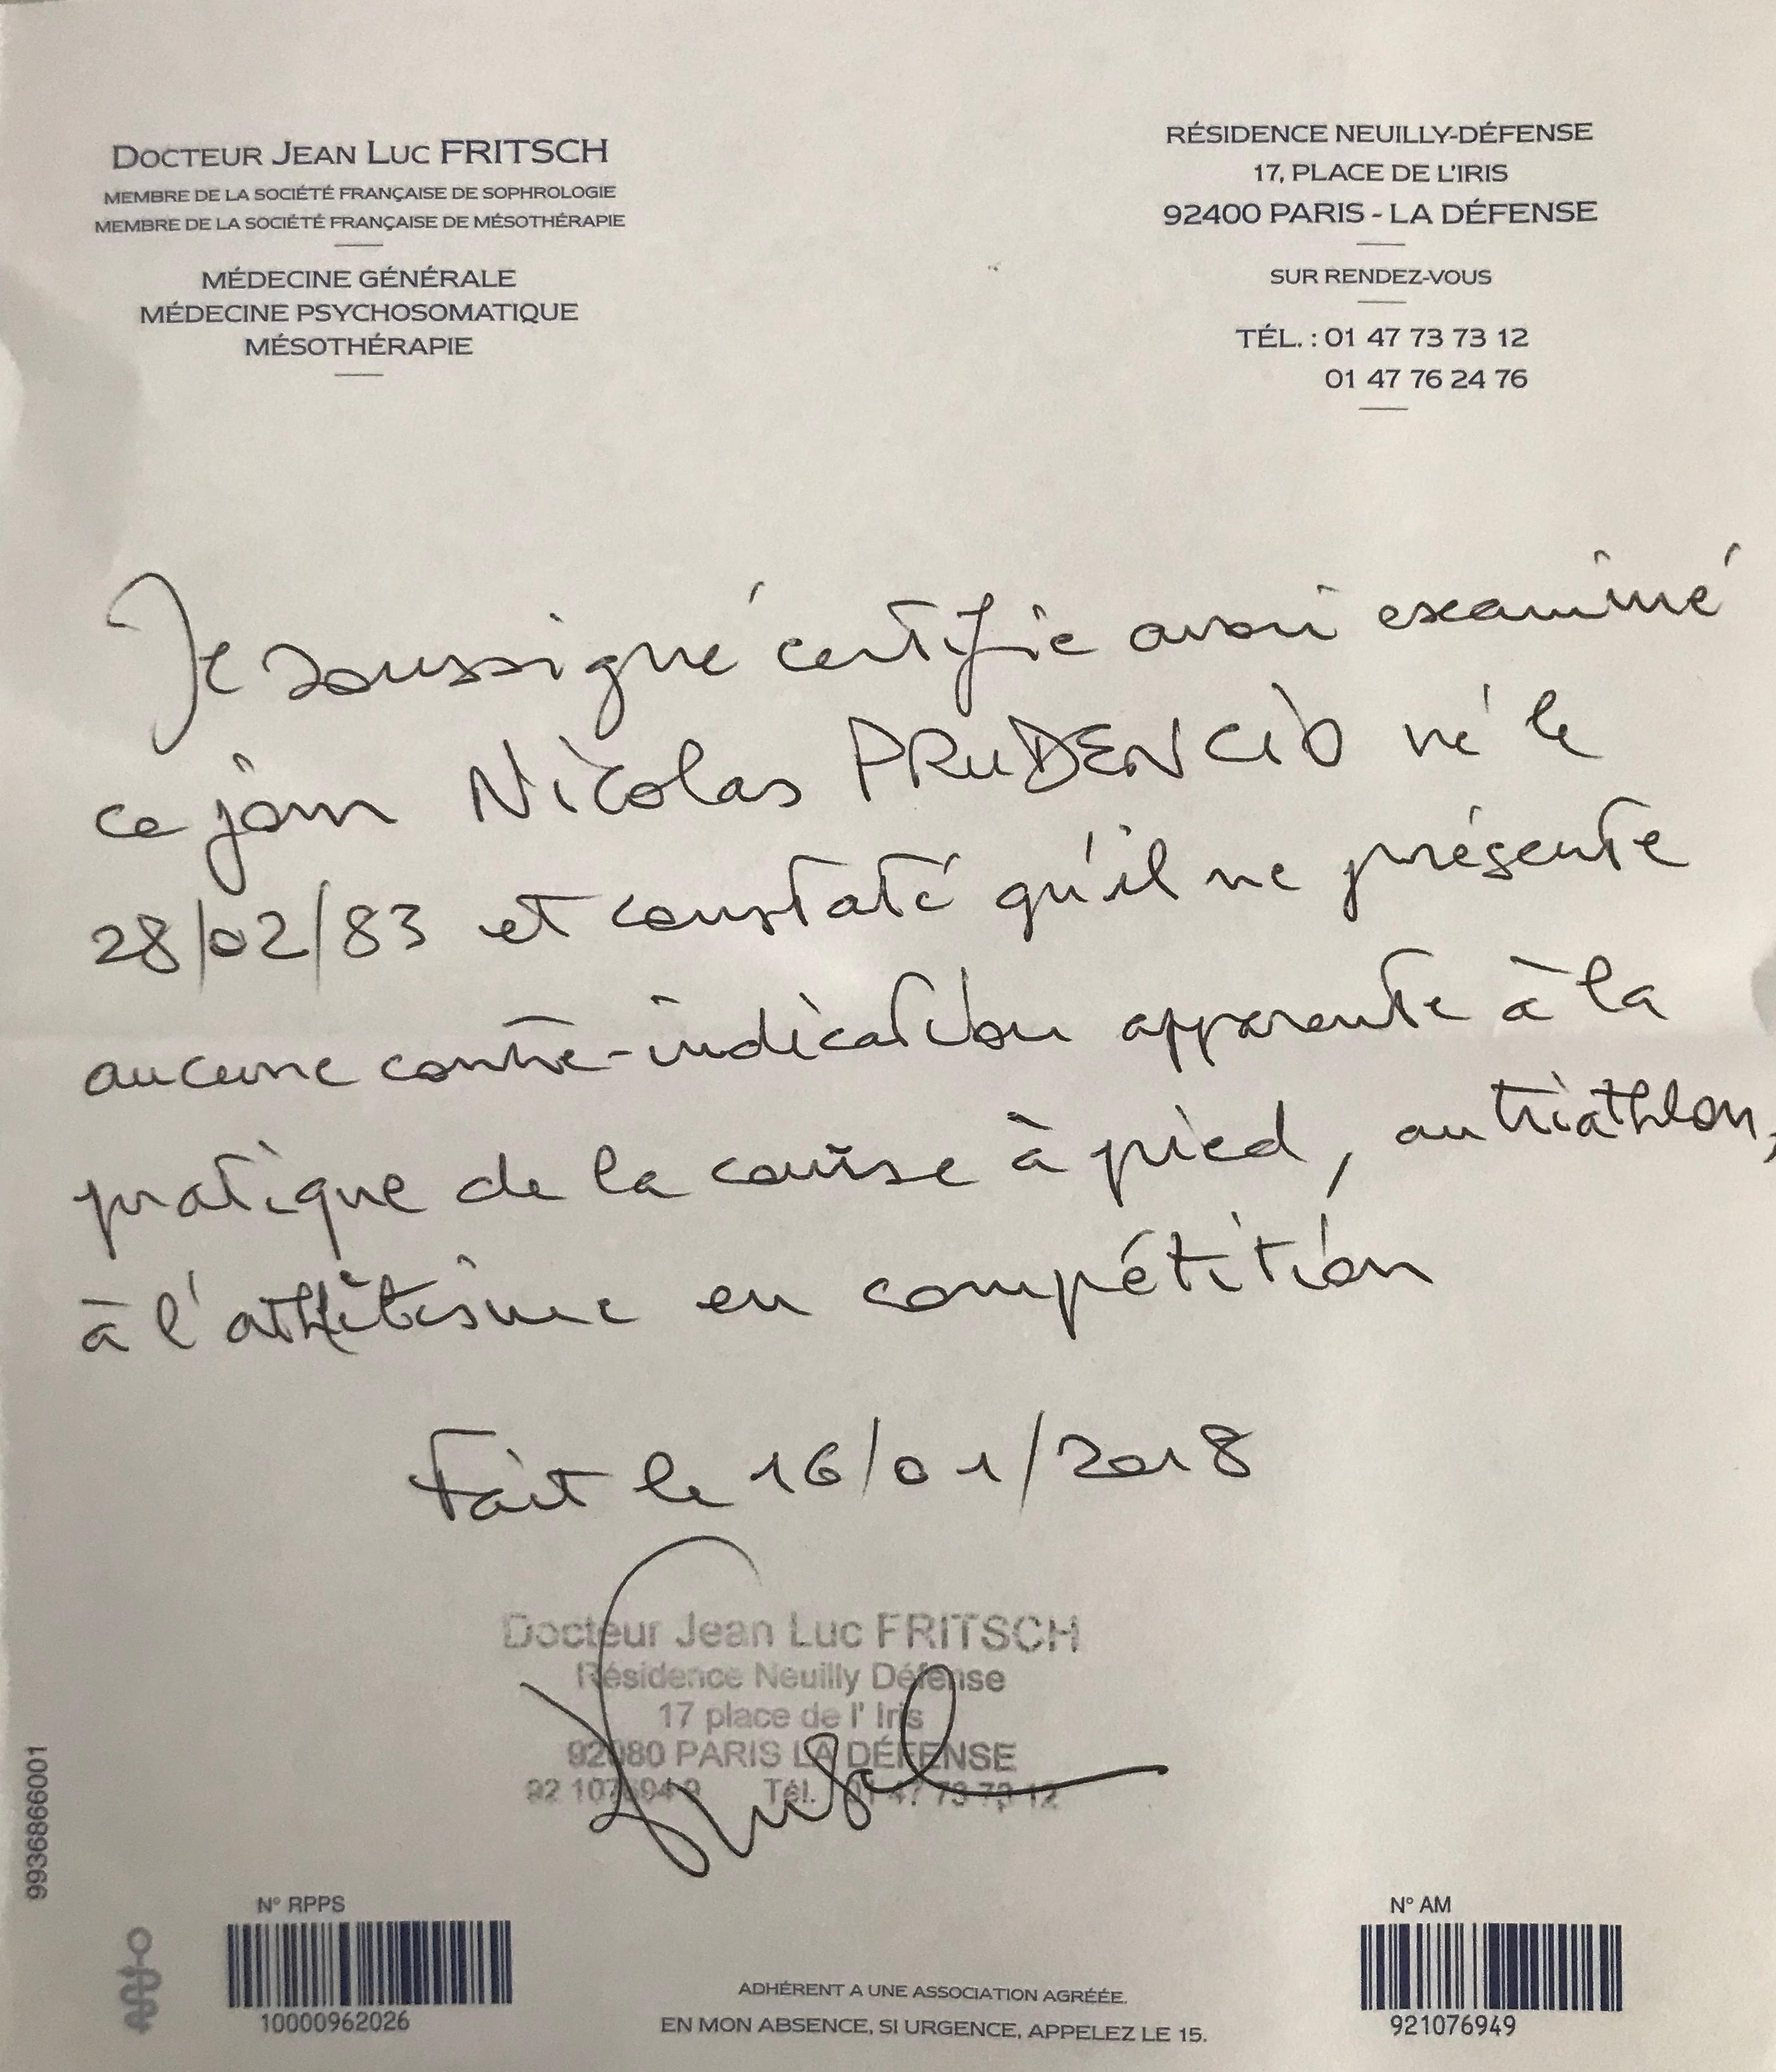 DOCTEUR JEAN LUC FRITSCH
MEMBRE DE LA SOCIÉTÉ FRANÇAISE DE SOPHROLOGIE
MEMBRE DE LA SOCIÉTÉ FRANÇAISE DE MÉSOTHÉRAPIE
MÉDECINE GÉNÉRALE
MÉDECINE PSYCHOSOMATIQUE
MÉSOTHÉRAPIE
RÉSIDENCE NEUILLY-DÉFENSE
17, PLACE DE L'IRIS
92400 PARIS - LA DÉFENSE
SUR RENDEZ-VOUS
TÉL. : 01 47 73 73 12
01 47 76 24 76
Je soussigné certifie avoir examiné
ce jour Nicolas PRUDENCIO né le
28/02/83 et constaté qu'il ne présente
aucune contre-indication apparente à la
pratique de la course à pied, au triathlon,
à l'athlétisme en compétition
Fait le 16/01/2018
Docteur Jean Luc FRITSCH
Résidence Neuilly Défense
17 place de l' Iris
92080 PARIS LA DÉFENSE
92 107694 9 Tél. 01 47 73 73 12
993686001
N° RPPS
10000962026
ADHÉRENT A UNE ASSOCIATION AGRÉÉE.
EN MON ABSENCE, SI URGENCE, APPELEZ LE 15.
N° AM
921076949